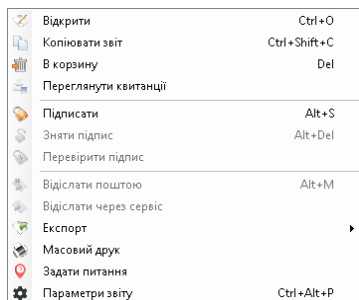 Відкрити Ctrl+O
Копіювати звіт Ctrl+Shift+C
В корзину Del
Переглянути квитанції
Підписати Alt+S
Зняти підпис Alt+Del
Перевірити підпис
Відіслати поштою Alt+M
Відіслати через сервіс
Експорт
Масовий друк
Задати питання
Параметри звіту Ctrl+Alt+P